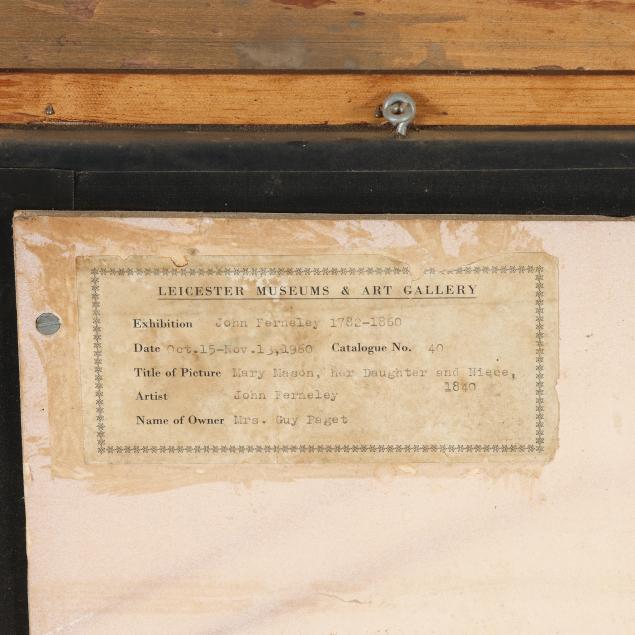 LEICESTER MUSEUMS & ART GALLERY
Exhibition John Ferneley 1782-1860
Date Oct.15-Nov.13,1960 Catalogue No. 40
Title of Picture Mary Mason, her Daughter and Niece,
1840
Artist John Ferneley
Name of Owner Mrs. Guy Paget